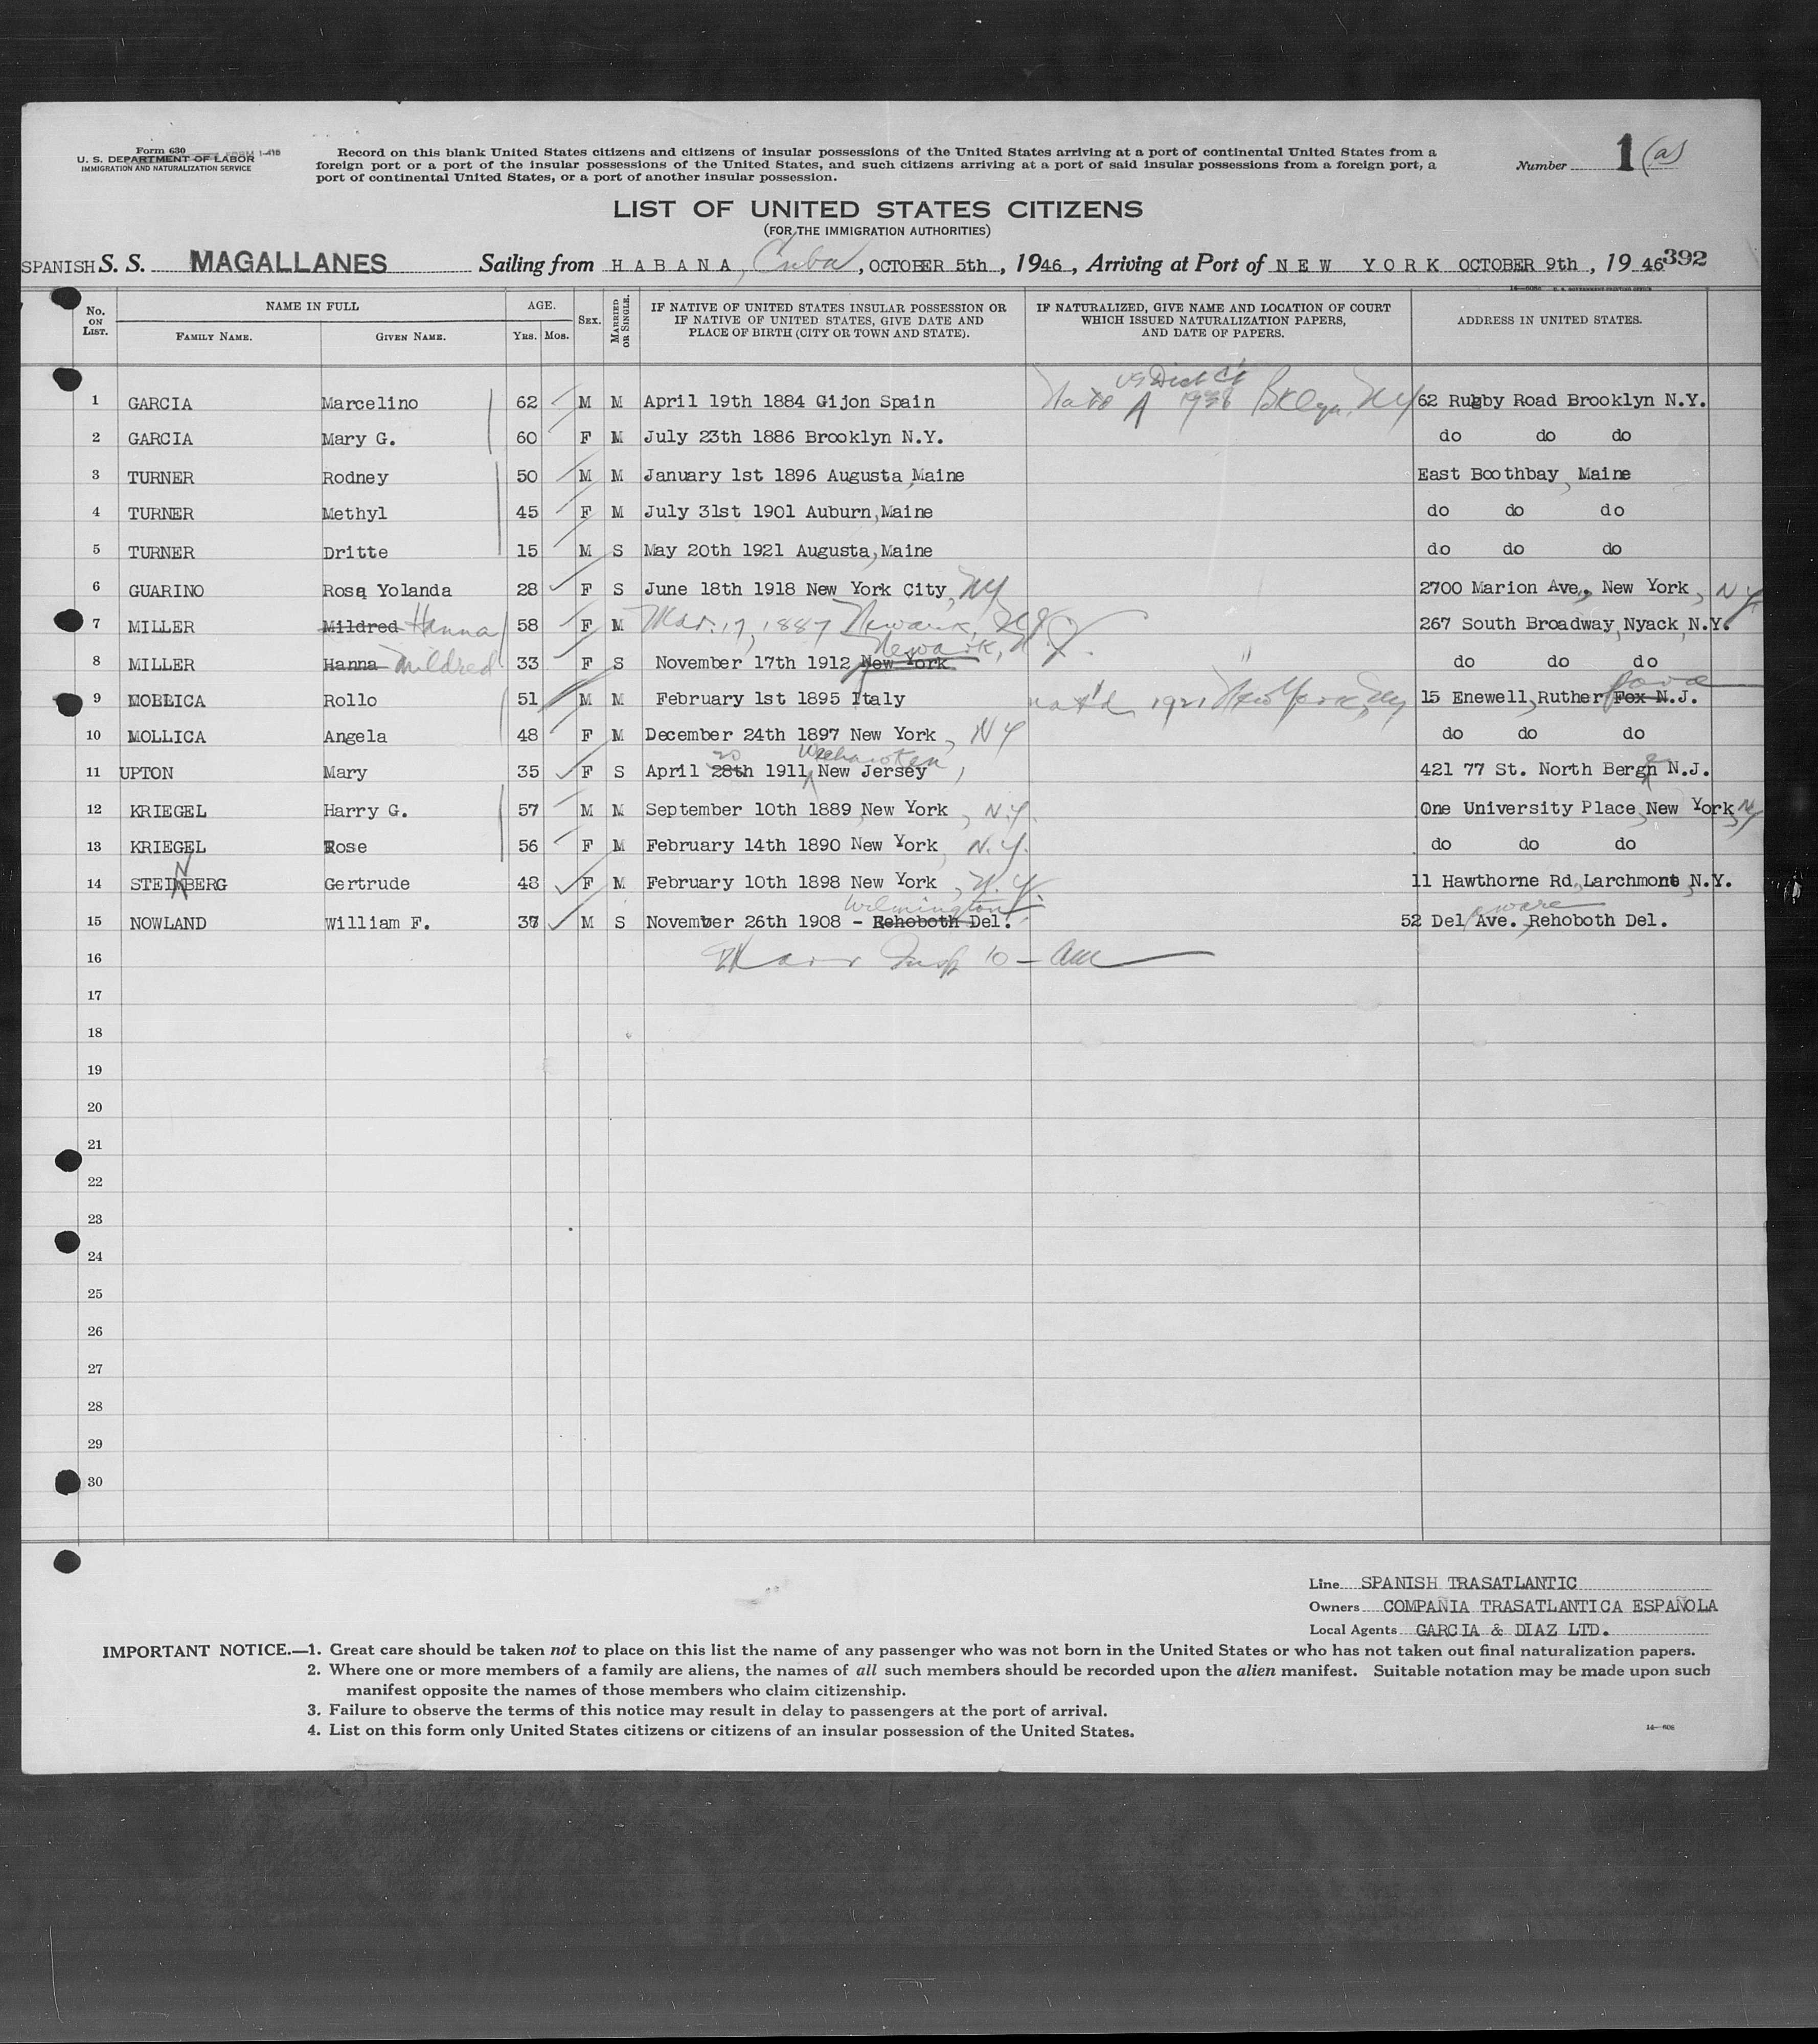 Form 630
U. S. DEPARTMENT OF LABOR
IMMIGRATION AND NATURALIZATION SERVICE
Record on this blank United States citizens and citizens of insular possessions of the United States arriving at a port of continental United States from a
foreign port or a port of the insular possessions of the United States, and such citizens arriving at a port of said insular possessions from a foreign port, a
port of continental United States, or a port of another insular possession.
Number 1 (a)
LIST OF UNITED STATES CITIZENS
(FOR THE IMMIGRATION AUTHORITIES)
SPANISH S. S. MAGALLANES Sailing from HABANA, Cuba, OCTOBER 5th, 1946, Arriving at Port of NEW YORK OCTOBER 9th, 1946 392
No. ON LIST. NAME IN FULL FAMILY NAME. GIVEN NAME. AGE. YRS. MOS. SEX. MARRIED OR SINGLE. IF NATIVE OF UNITED STATES INSULAR POSSESSION OR IF NATIVE OF UNITED STATES, GIVE DATE AND PLACE OF BIRTH (CITY OR TOWN AND STATE). IF NATURALIZED, GIVE NAME AND LOCATION OF COURT WHICH ISSUED NATURALIZATION PAPERS, AND DATE OF PAPERS. ADDRESS IN UNITED STATES.
1 GARCIA Marcelino 62 M M April 19th 1884 Gijon Spain US Dist Ct Bklyn, NY 62 Rugby Road Brooklyn N.Y.
2 GARCIA Mary G. 60 F M July 23th 1886 Brooklyn N.Y. do do do
3 TURNER Rodney 50 M M January 1st 1896 Augusta, Maine East Boothbay, Maine
4 TURNER Methyl 45 F M July 31st 1901 Auburn, Maine do do do
5 TURNER Dritte 15 M S May 20th 1921 Augusta, Maine do do do
6 GUARINO Rosa Yolanda 28 F S June 18th 1918 New York City, NY 2700 Marion Ave., New York, NY
7 MILLER Mildred Hanna 58 F M Mar. 17, 1887 Newark, N.J. 267 South Broadway, Nyack, N.Y.
8 MILLER Hanna Mildred 33 F S November 17th 1912 New York Newark, N.J. do do do
9 MOLLICA Rollo 51 M M February 1st 1895 Italy nat'd 1921 New York, NY 15 Enewell, Ruther Fox N.J. ford
10 MOLLICA Angela 48 F M December 24th 1897 New York, NY do do do
11 UPTON Mary 35 F S April 28th 20 1911 Weehawken New Jersey, 421 77 St. North Bergen N.J.
12 KRIEGEL Harry G. 57 M M September 10th 1889 New York, N.Y. One University Place, New York, NY
13 KRIEGEL Rose 56 F M February 14th 1890 New York N.Y. do do do
14 STEINBERG Gertrude 48 F M February 10th 1898 New York, N.Y. 11 Hawthorne Rd, Larchmont, N.Y.
15 NOWLAND William F. 37 M S November 26th 1908 - Rehoboth Wilmington Del. 52 Delaware Ave., Rehoboth Del.
16 Insp 10 - am
17
18
19
20
21
22
23
24
25
26
27
28
29
30
Line SPANISH TRASATLANTIC
Owners COMPAÑIA TRASATLANTICA ESPAÑOLA
Local Agents GARCIA & DIAZ LTD.
IMPORTANT NOTICE.—1. Great care should be taken not to place on this list the name of any passenger who was not born in the United States or who has not taken out final naturalization papers.
2. Where one or more members of a family are aliens, the names of all such members should be recorded upon the alien manifest. Suitable notation may be made upon such
manifest opposite the names of those members who claim citizenship.
3. Failure to observe the terms of this notice may result in delay to passengers at the port of arrival.
4. List on this form only United States citizens or citizens of an insular possession of the United States.